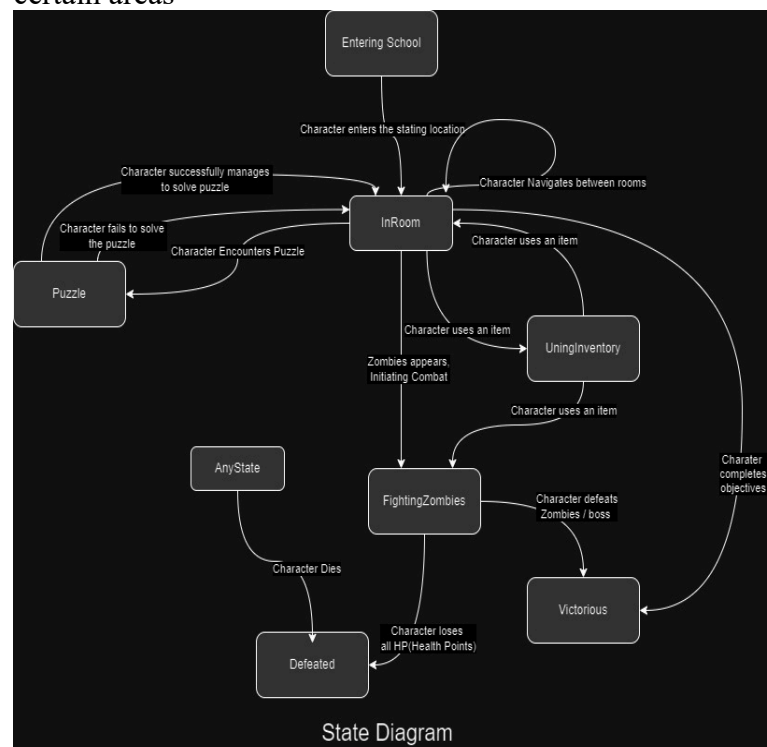 certain areas
Entering School
Character enters the stating location
Character successfully manages
to solve puzzle
Character Navigates between rooms
Character fails to solve
the puzzle
InRoom
Character uses an item
Character Encounters Puzzle
Puzzle
Character uses an item
UningInventory
Zombies appears,
Initiating Combat
Character uses an item
AnyState
Charater
completes
objectives
FightingZombies
Character defeats
Zombies / boss
Character Dies
Victorious
Character loses
all HP(Health Points)
Defeated
State Diagram